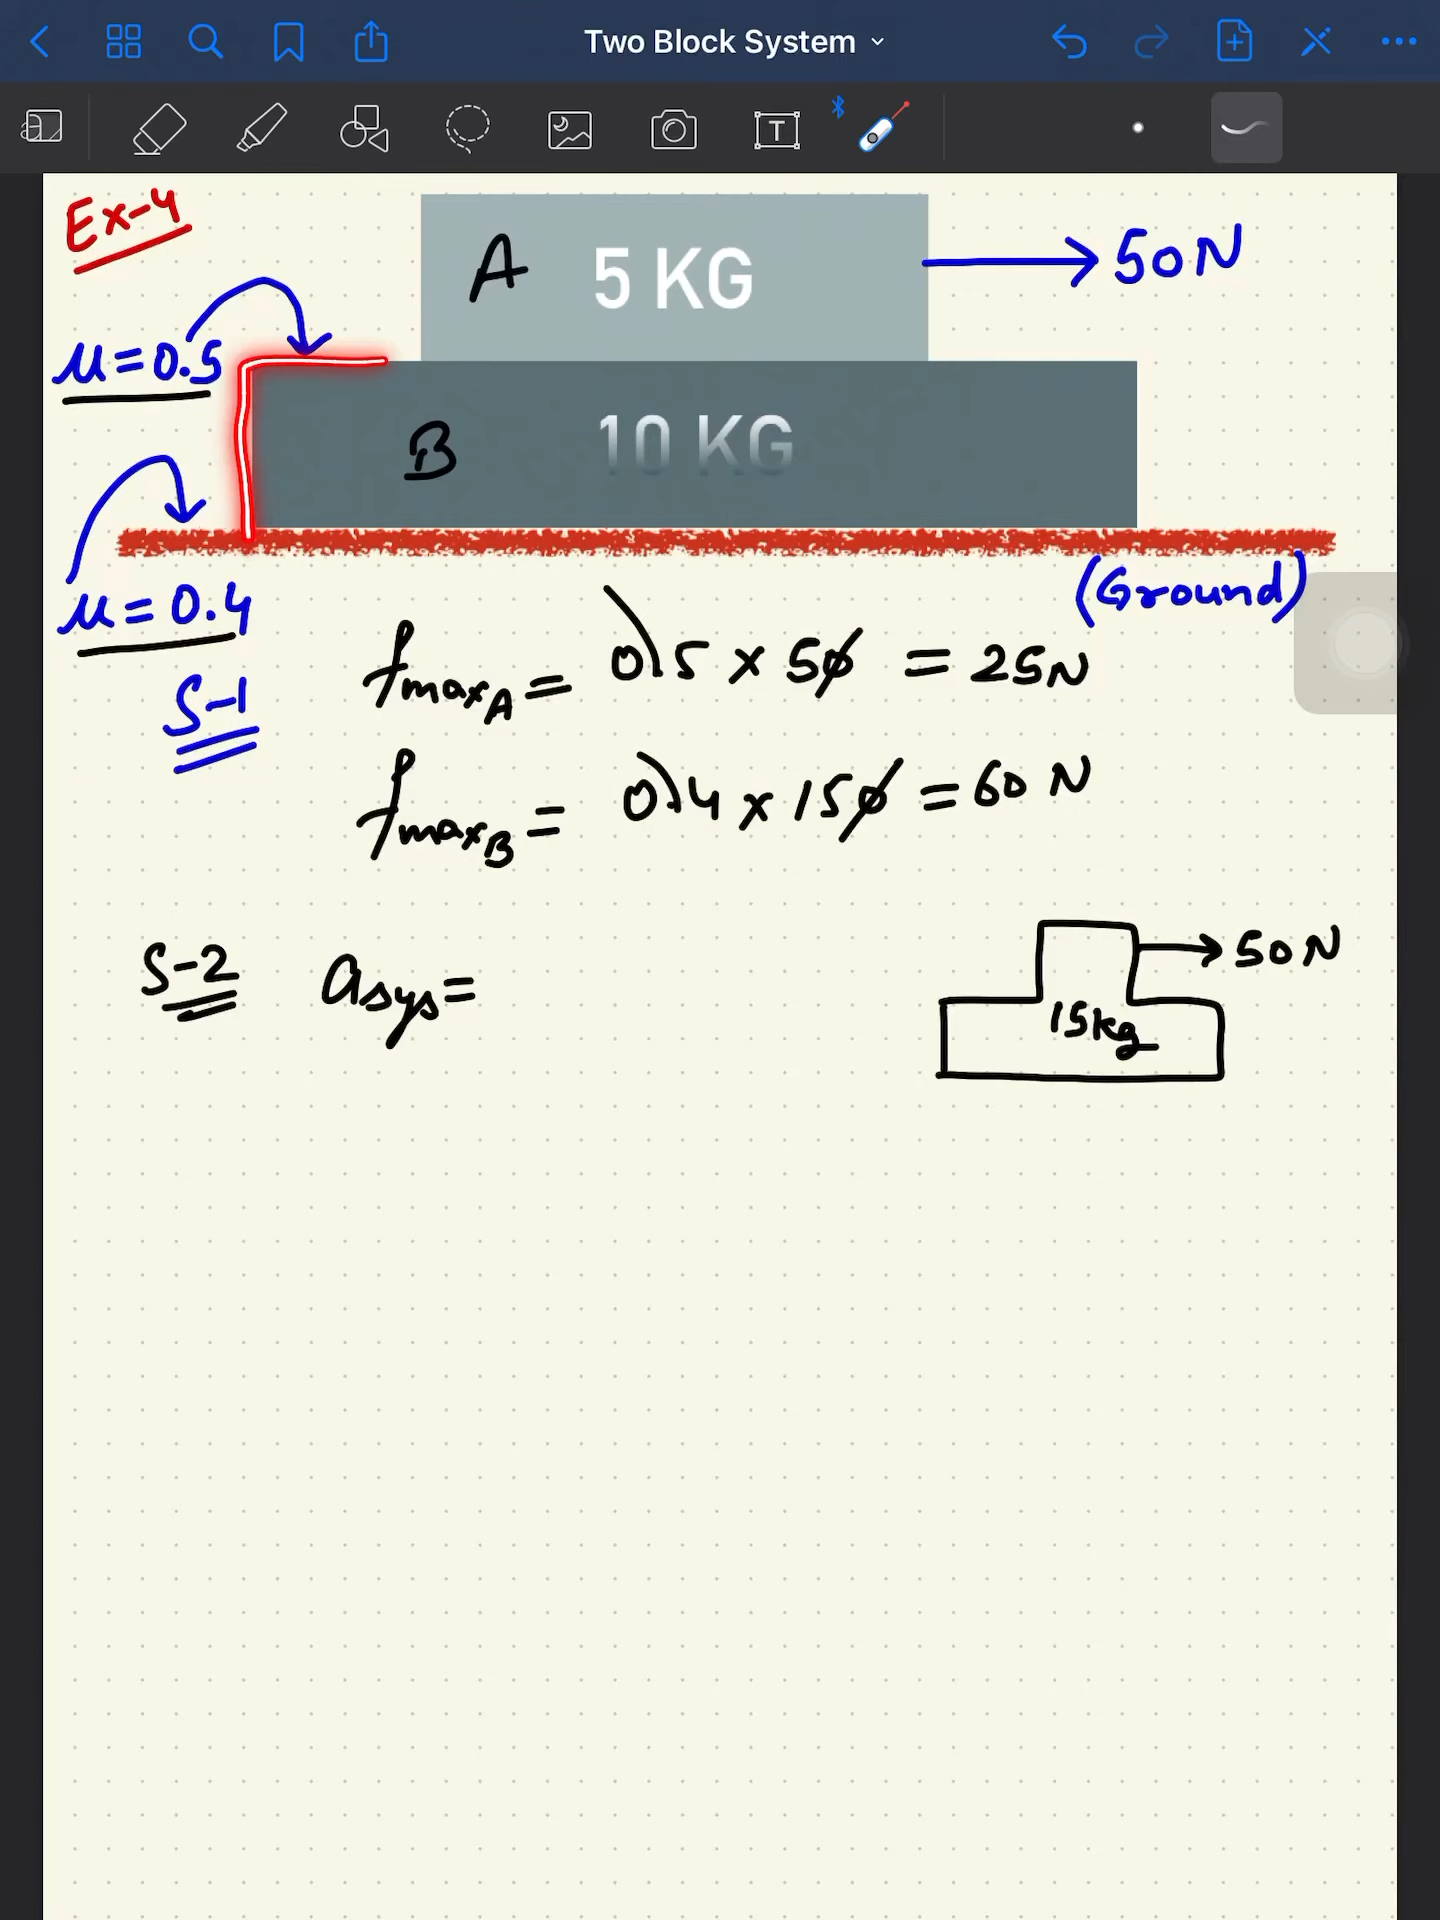 Two Block System
T
Ex-4
A 5 KG
50N
μ=0.5
B 10 KG
μ=0.4
(Ground)
S-1
fmaxA = 0.5 x 50 = 25N
fmaxB = 0.4 x 150 = 60 N
S-2 asys=
50N
15kg